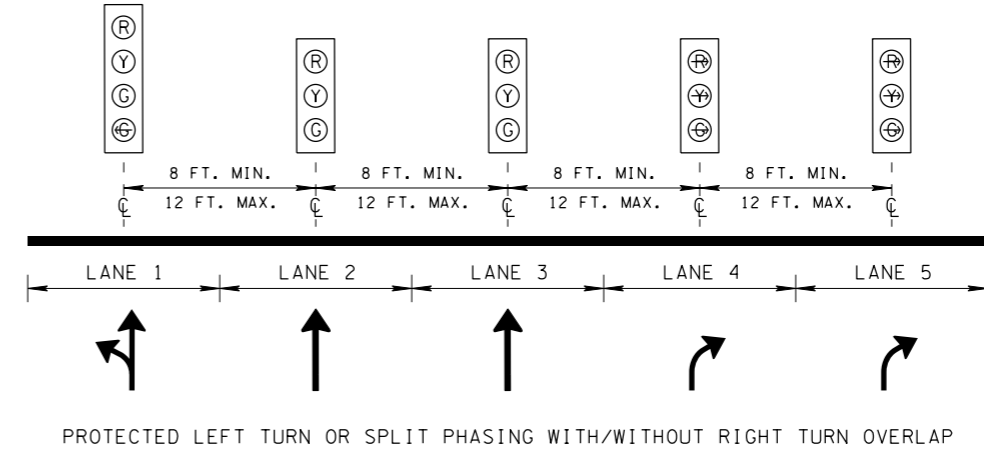 R
Y R R R R
G Y Y Y Y
G G G G G
8 FT. MIN. 8 FT. MIN. 8 FT. MIN. 8 FT. MIN.
℄ 12 FT. MAX. ℄ 12 FT. MAX. ℄ 12 FT. MAX. ℄ 12 FT. MAX. ℄
LANE 1 LANE 2 LANE 3 LANE 4 LANE 5
PROTECTED LEFT TURN OR SPLIT PHASING WITH/WITHOUT RIGHT TURN OVERLAP